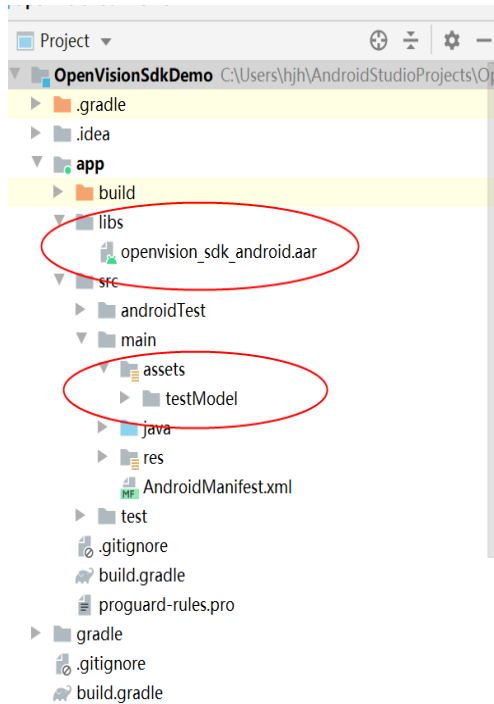 Project
OpenVisionSdkDemo C:\Users\hjh\AndroidStudioProjects\Op
.gradle
.idea
app
build
libs
openvision_sdk_android.aar
src
androidTest
main
assets
testModel
java
res
MF AndroidManifest.xml
test
.gitignore
build.gradle
proguard-rules.pro
gradle
.gitignore
build.gradle